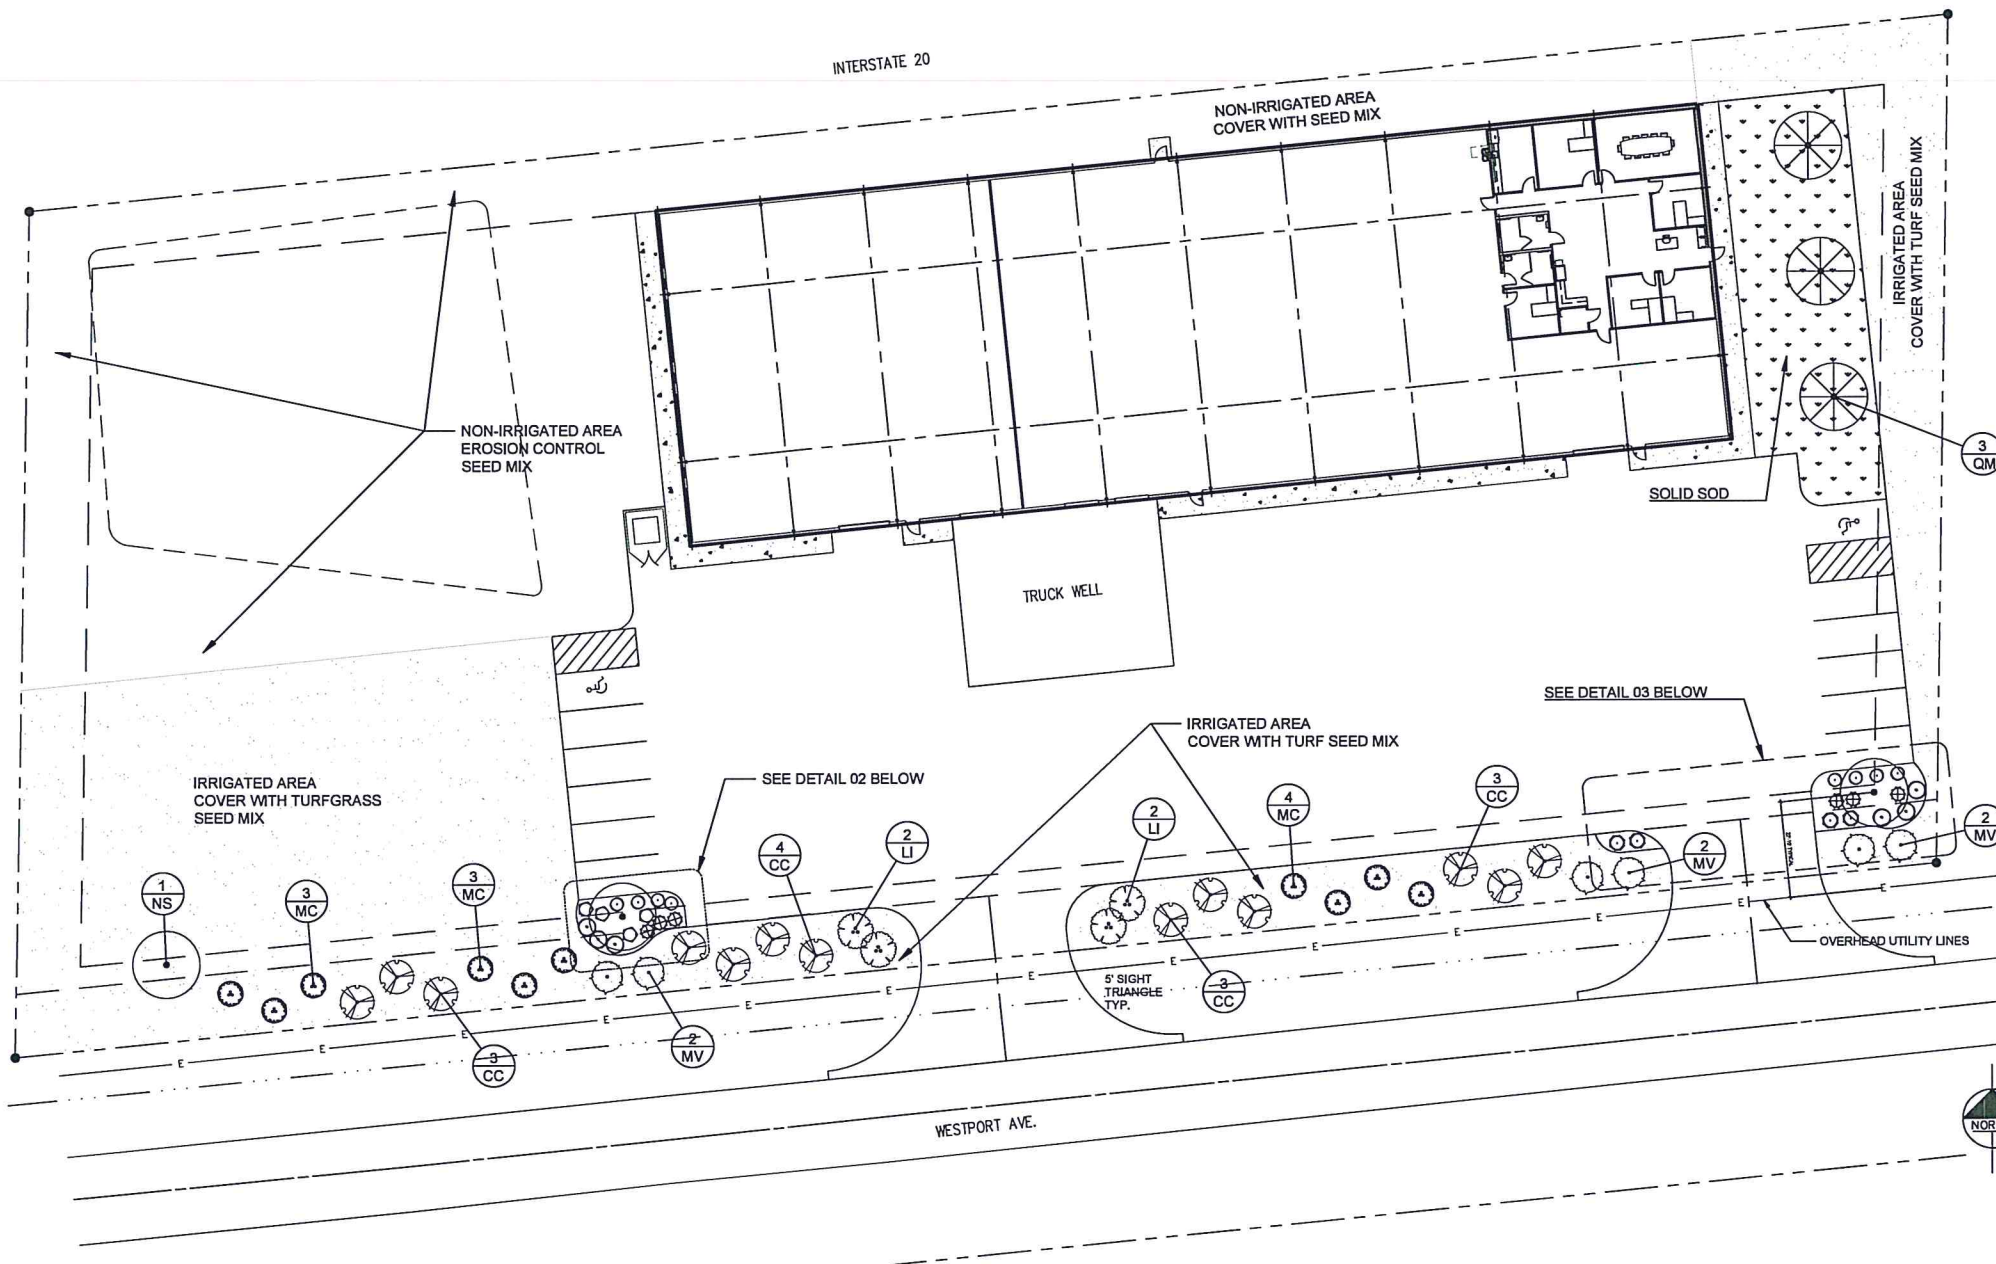 INTERSTATE 20
NON-IRRIGATED AREA
COVER WITH SEED MIX
IRRIGATED AREA
COVER WITH TURF SEED MIX
NON-IRRIGATED AREA
EROSION CONTROL
SEED MIX
3
QM
SOLID SOD
TRUCK WELL
SEE DETAIL 03 BELOW
IRRIGATED AREA
COVER WITH TURF SEED MIX
SEE DETAIL 02 BELOW
IRRIGATED AREA
COVER WITH TURFGRASS
SEED MIX
1
NS
3
MC
3
MC
4
CC
2
LI
2
LI
4
MC
3
CC
2
MV
2
MV
3
CC
2
MV
5' SIGHT
TRIANGLE
TYP.
3
CC
OVERHEAD UTILITY LINES
E
E
E
E
E
E
E
E
E
E
E
E
E
WESTPORT AVE.
NOR